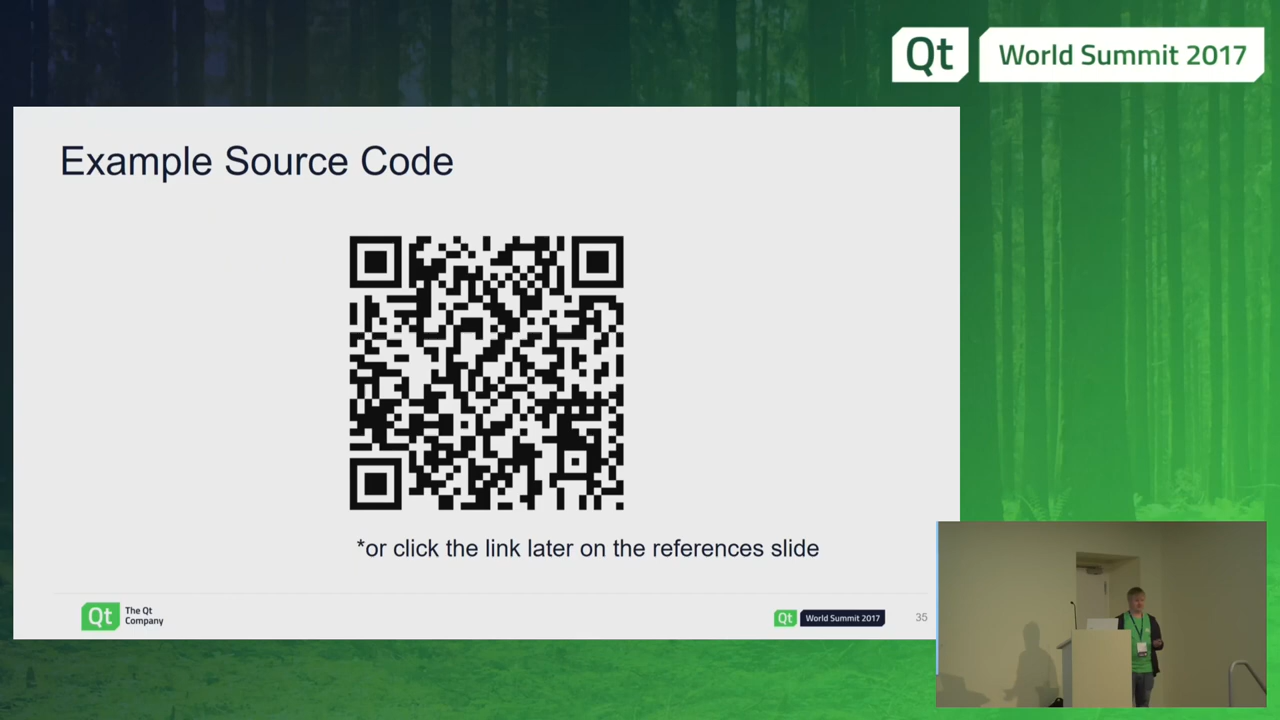 Qt World Summit 2017
Example Source Code
*or click the link later on the references slide
Qt The Qt
Company
Qt World Summit 2017
35